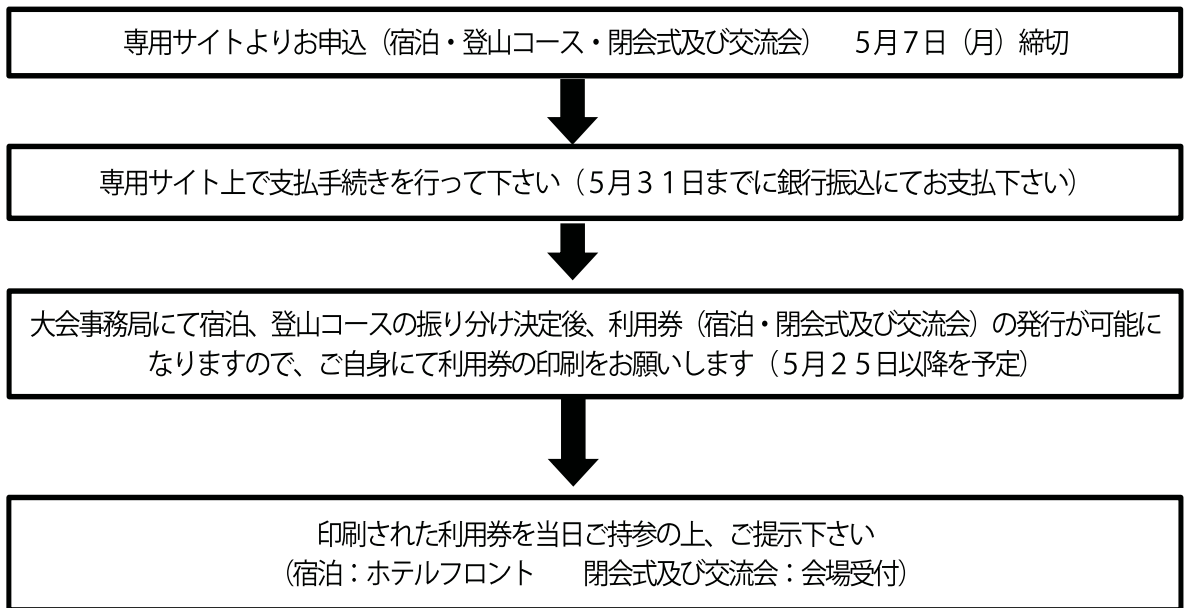 専用サイトよりお申込（宿泊・登山コース・閉会式及び交流会）　５月７日（月）締切
専用サイト上で支払手続きを行って下さい（５月３１日までに銀行振込にてお支払下さい）
大会事務局にて宿泊、登山コースの振り分け決定後、利用券（宿泊・閉会式及び交流会）の発行が可能に
なりますので、ご自身にて利用券の印刷をお願いします（５月２５日以降を予定）
印刷された利用券を当日ご持参の上、ご提示下さい
（宿泊：ホテルフロント　　閉会式及び交流会：会場受付）